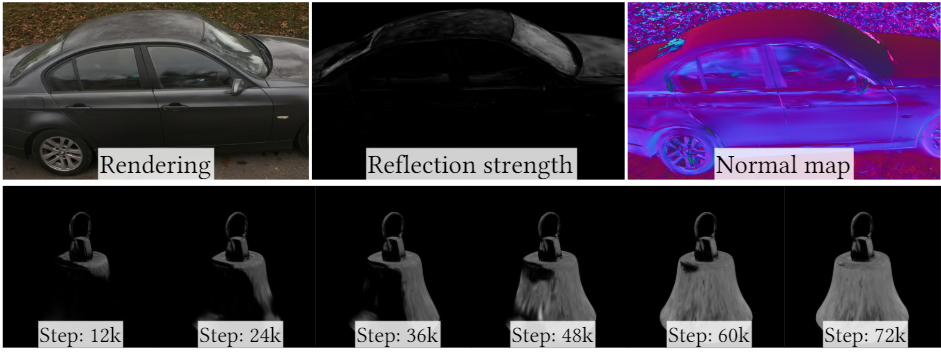 Rendering
Reflection strength
Normal map
Step: 12k
Step: 24k
Step: 36k
Step: 48k
Step: 60k
Step: 72k